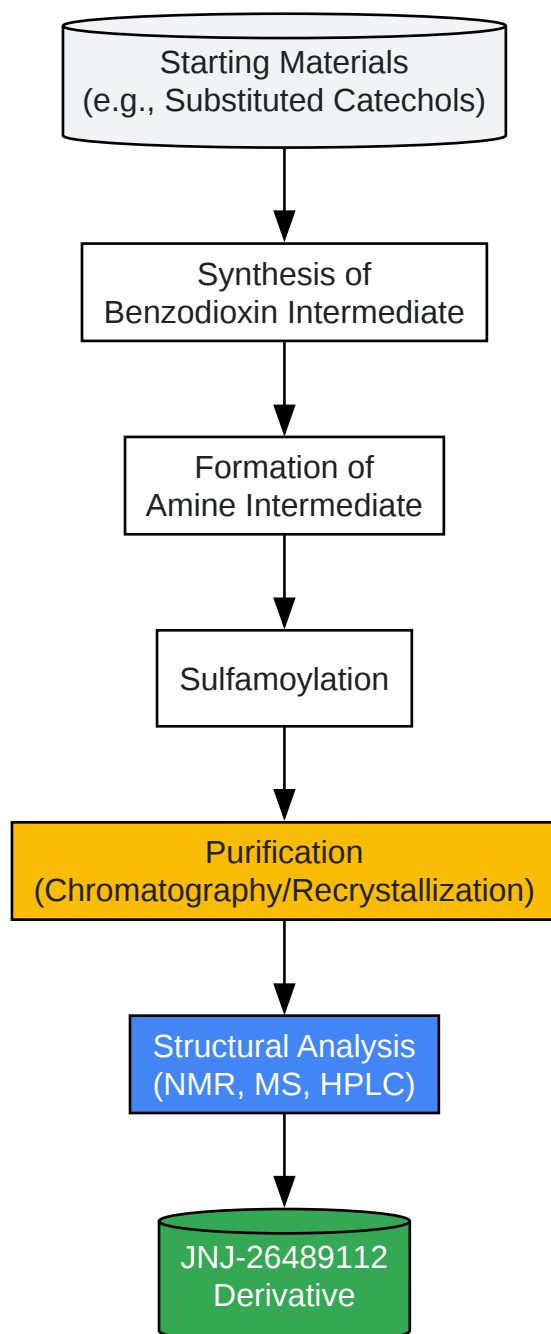 Starting Materials
(e.g., Substituted Catechols)
Synthesis of
Benzodioxin Intermediate
Formation of
Amine Intermediate
Sulfamoylation
Purification
(Chromatography/Recrystallization)
Structural Analysis
(NMR, MS, HPLC)
JNJ-26489112
Derivative